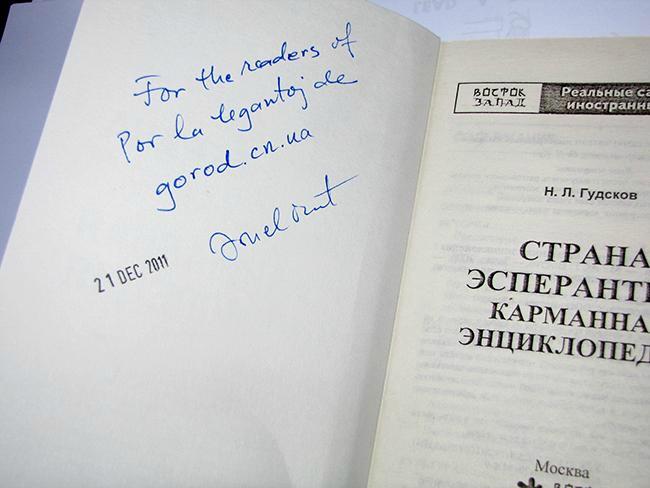 For the readers of
Por la legantoj de
gorod.cn.ua
21 DEC 2011
ВОСТОК
ЗАПАД
Реальные са
иностранны
Н. Л. Гудсков
СТРАНА
ЭСПЕРАНТИ
КАРМАННА
ЭНЦИКЛОПЕД
Москва